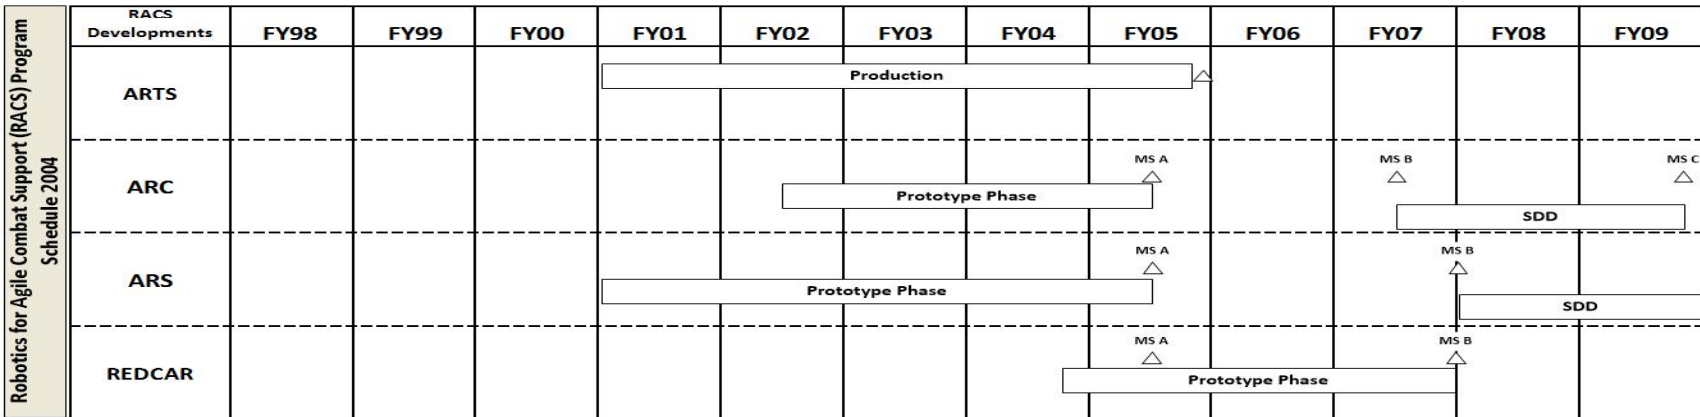 Robotics for Agile Combat Support (RACS) Program
Schedule 2004
RACS
Developments
FY98
FY99
FY00
FY01
FY02
FY03
FY04
FY05
FY06
FY07
FY08
FY09
ARTS
Production
ARC
MS A
MS B
MS C
Prototype Phase
SDD
ARS
MS A
MS B
Prototype Phase
SDD
REDCAR
MS A
MS B
Prototype Phase